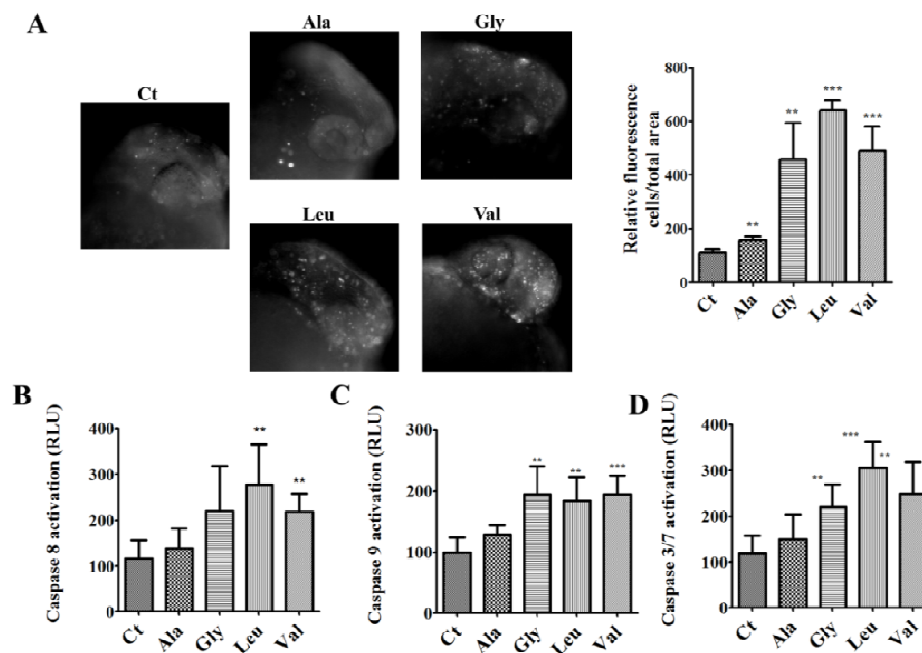 A
Ct
Ala
Gly
Leu
Val
Relative fluorescence
cells/total area
800
600
400
200
0
**
**
***
***
Ct
Ala
Gly
Leu
Val
B
Caspase 8 activation (RLU)
400
300
200
100
0
**
**
Ct
Ala
Gly
Leu
Val
C
Caspase 9 activation (RLU)
300
200
100
0
**
**
***
Ct
Ala
Gly
Leu
Val
D
Caspase 3/7 activation (RLU)
400
300
200
100
0
**
***
**
Ct
Ala
Gly
Leu
Val